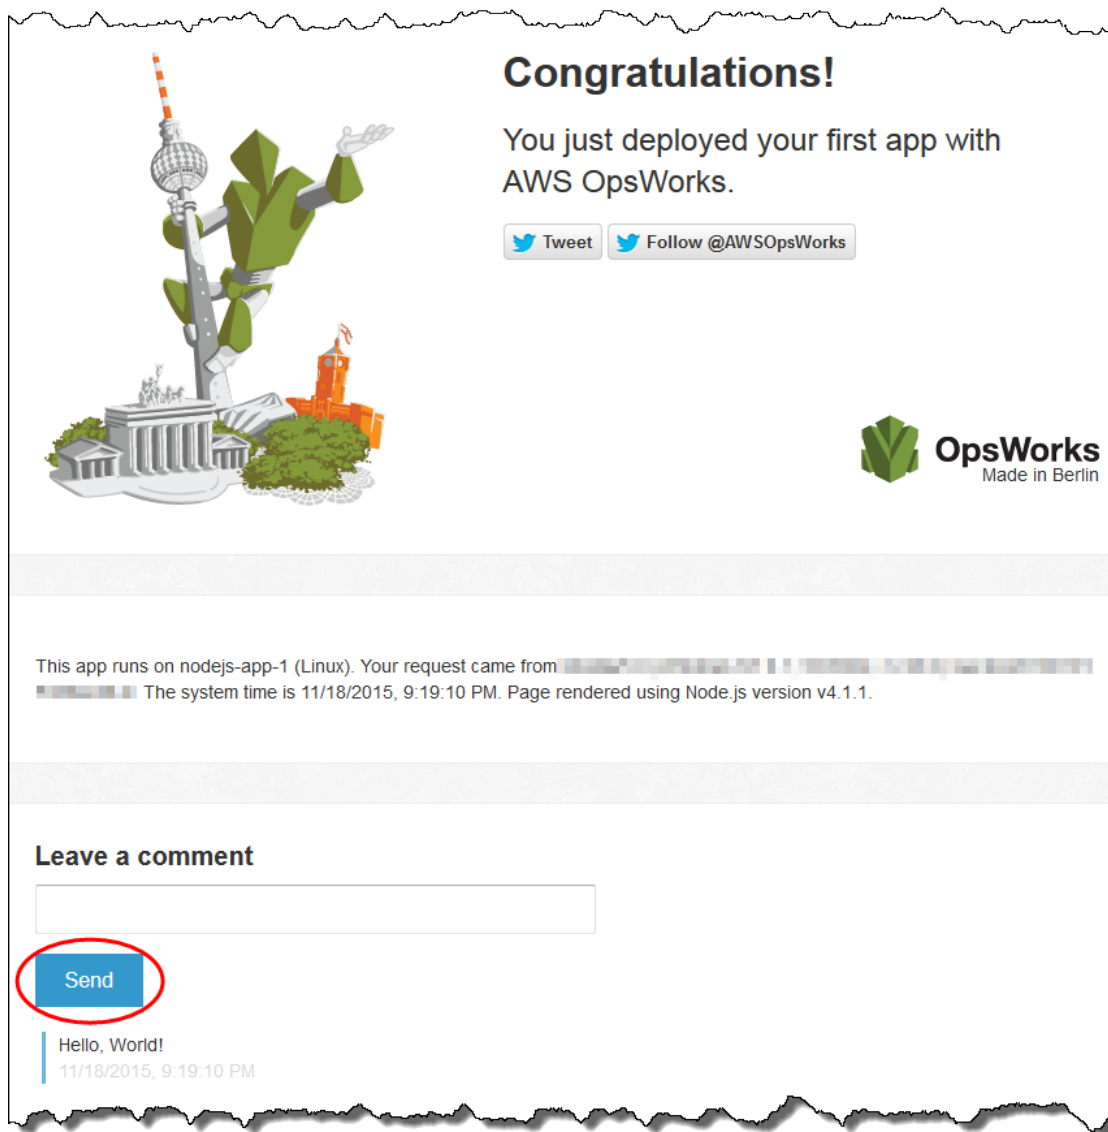 Congratulations!
You just deployed your first app with
AWS OpsWorks.
Tweet
Follow @AWSOpsWorks
OpsWorks
Made in Berlin
This app runs on nodejs-app-1 (Linux). Your request came from
The system time is 11/18/2015, 9:19:10 PM. Page rendered using Node.js version v4.1.1.
Leave a comment
Send
Hello, World!
11/18/2015, 9:19:10 PM